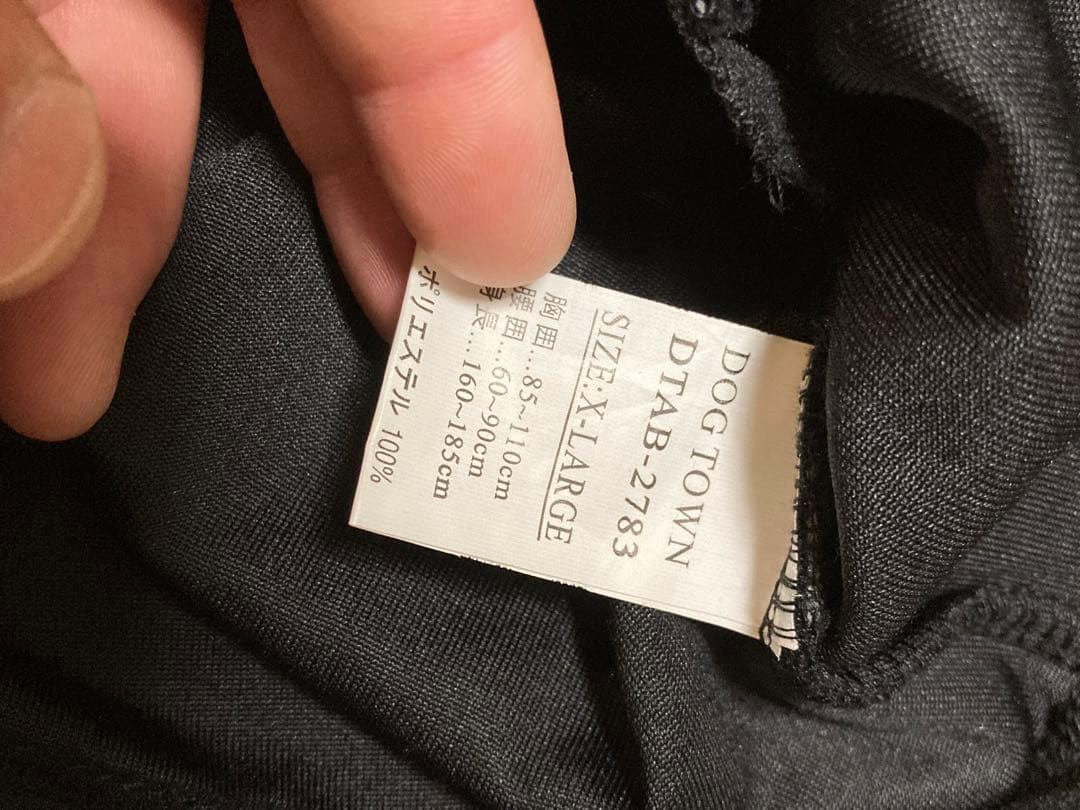 DOG TOWN
DTAB-2783
SIZE:X-LARGE
胸囲...85~110cm
腰囲...60~90cm
身長...160~185cm
ポリエステル 100%